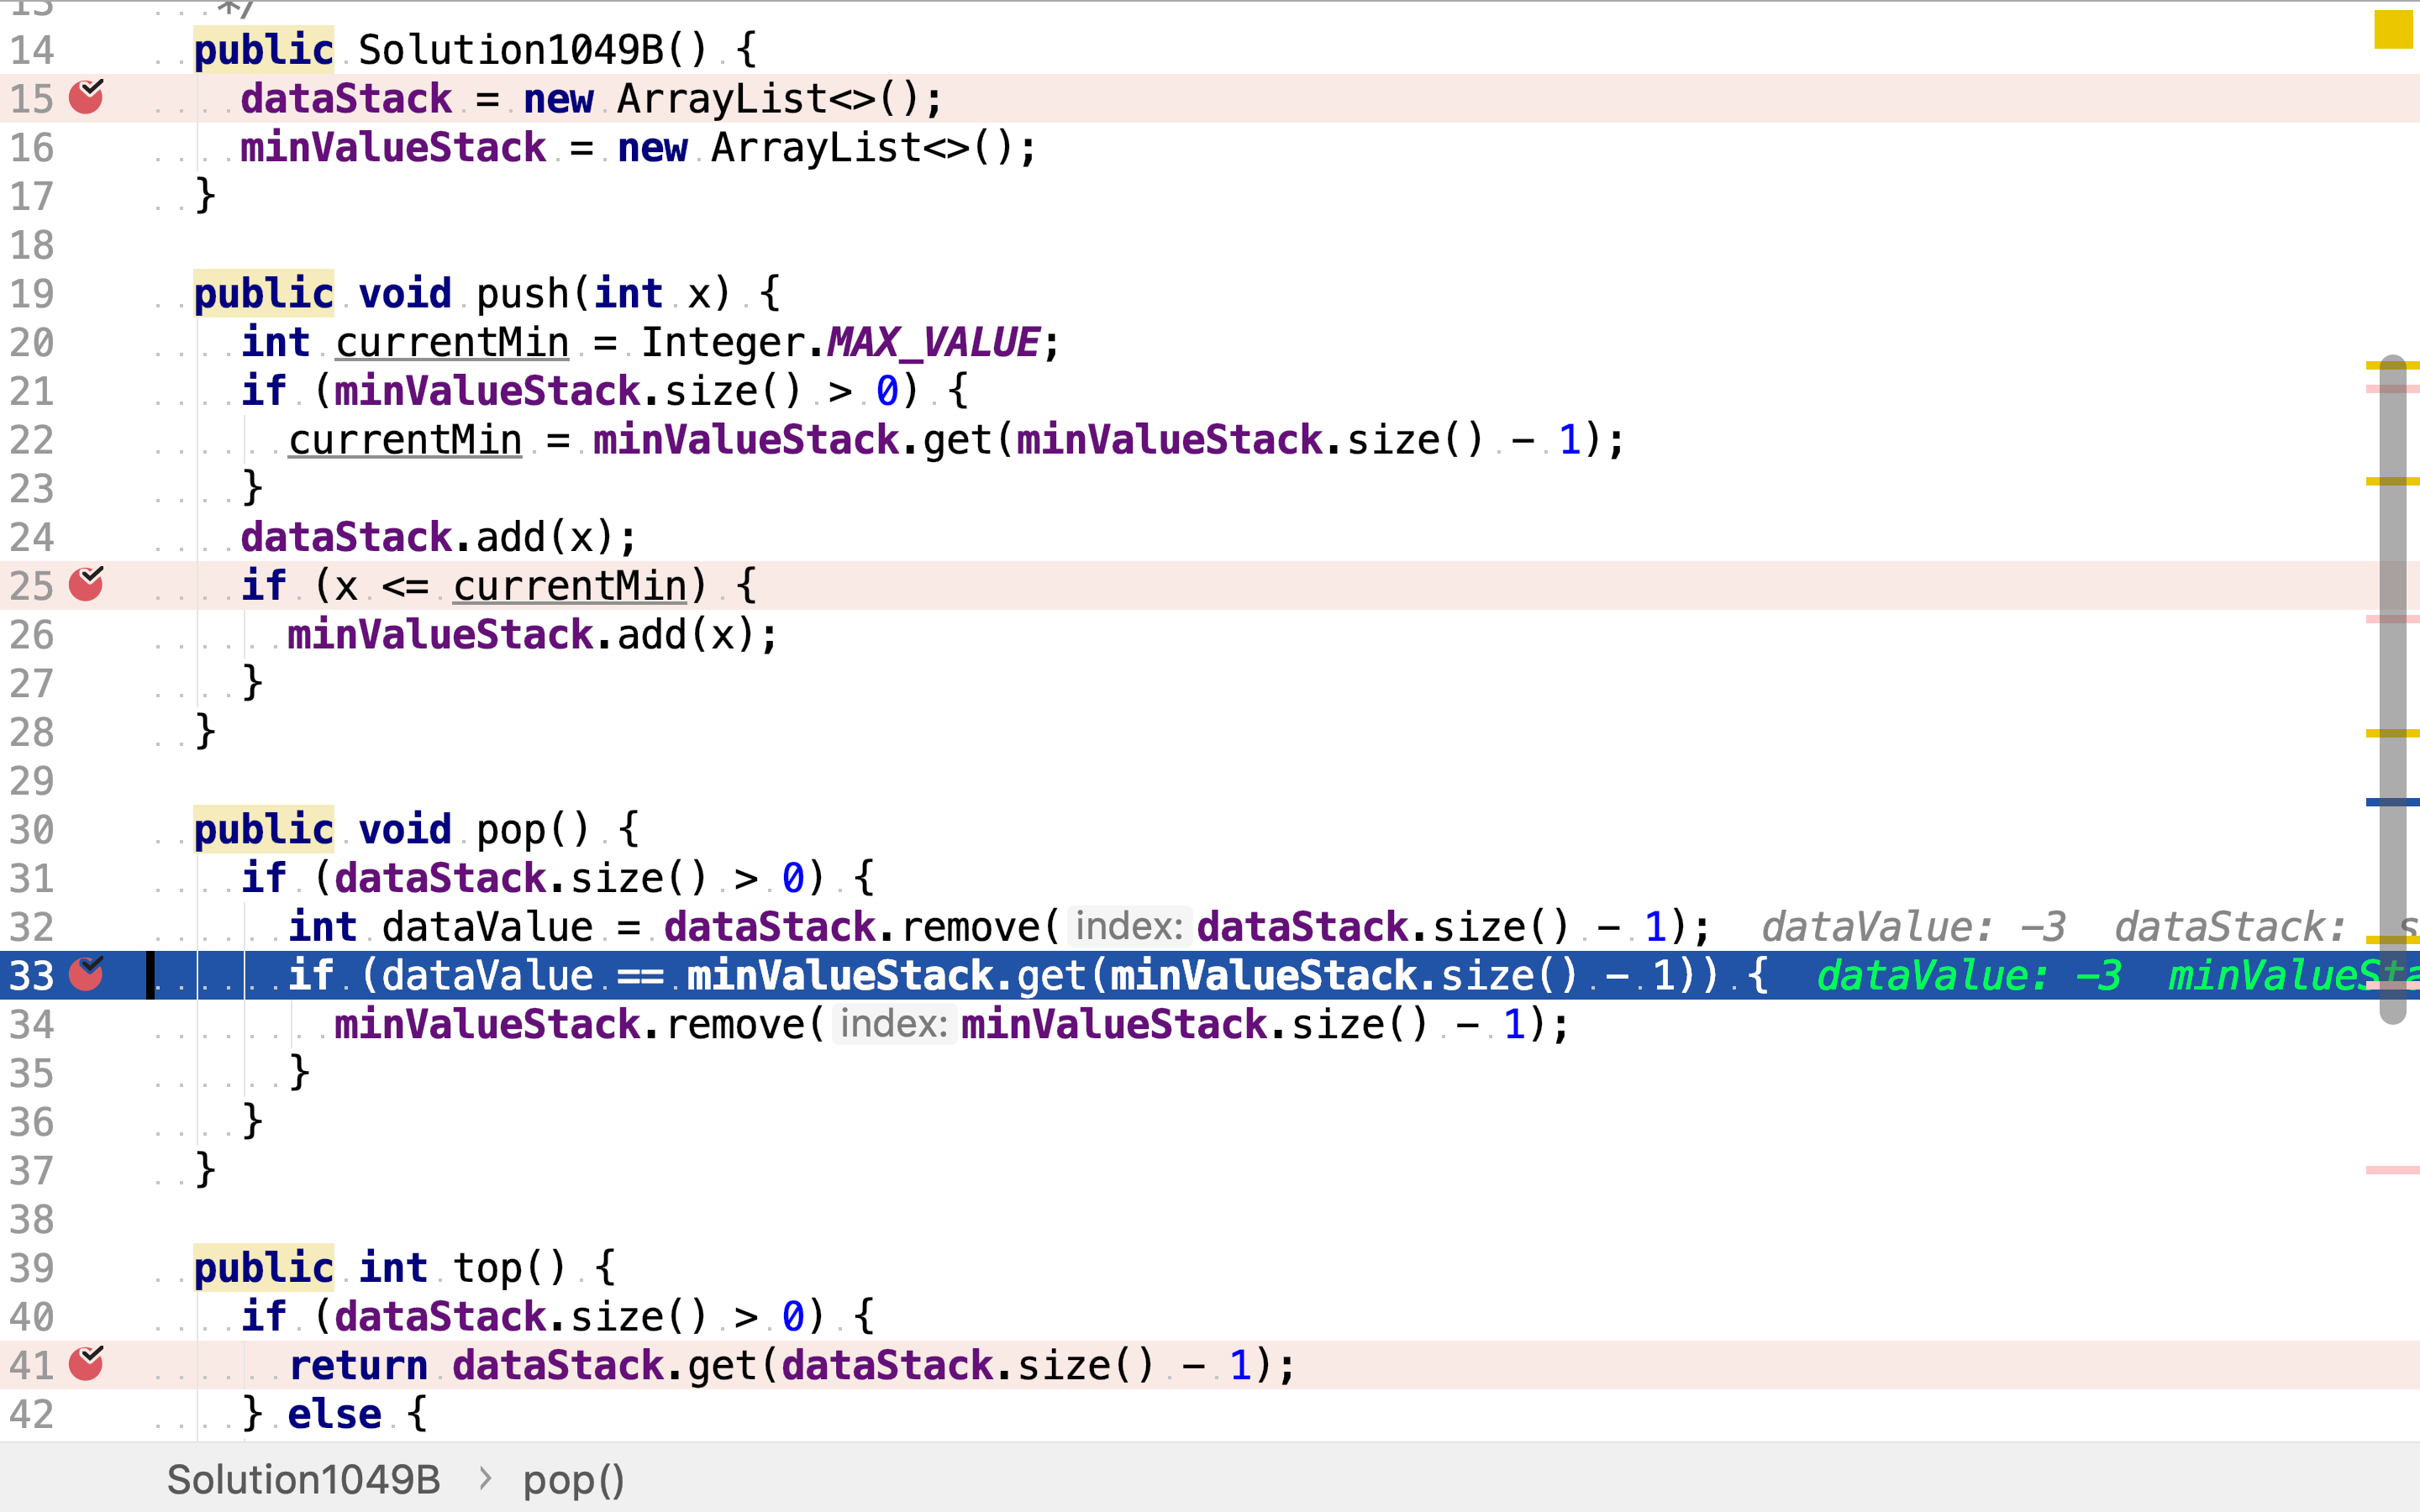 13 */
14 public Solution1049B() {
15 dataStack = new ArrayList<>();
16 minValueStack = new ArrayList<>();
17 }
18
19 public void push(int x) {
20 int currentMin = Integer.MAX_VALUE;
21 if (minValueStack.size() > 0) {
22 currentMin = minValueStack.get(minValueStack.size() - 1);
23 }
24 dataStack.add(x);
25 if (x <= currentMin) {
26 minValueStack.add(x);
27 }
28 }
29
30 public void pop() {
31 if (dataStack.size() > 0) {
32 int dataValue = dataStack.remove( index: dataStack.size() - 1); dataValue: -3 dataStack: s
33 if (dataValue == minValueStack.get(minValueStack.size() - 1)) { dataValue: -3 minValueSta
34 minValueStack.remove( index: minValueStack.size() - 1);
35 }
36 }
37 }
38
39 public int top() {
40 if (dataStack.size() > 0) {
41 return dataStack.get(dataStack.size() - 1);
42 } else {
Solution1049B > pop()